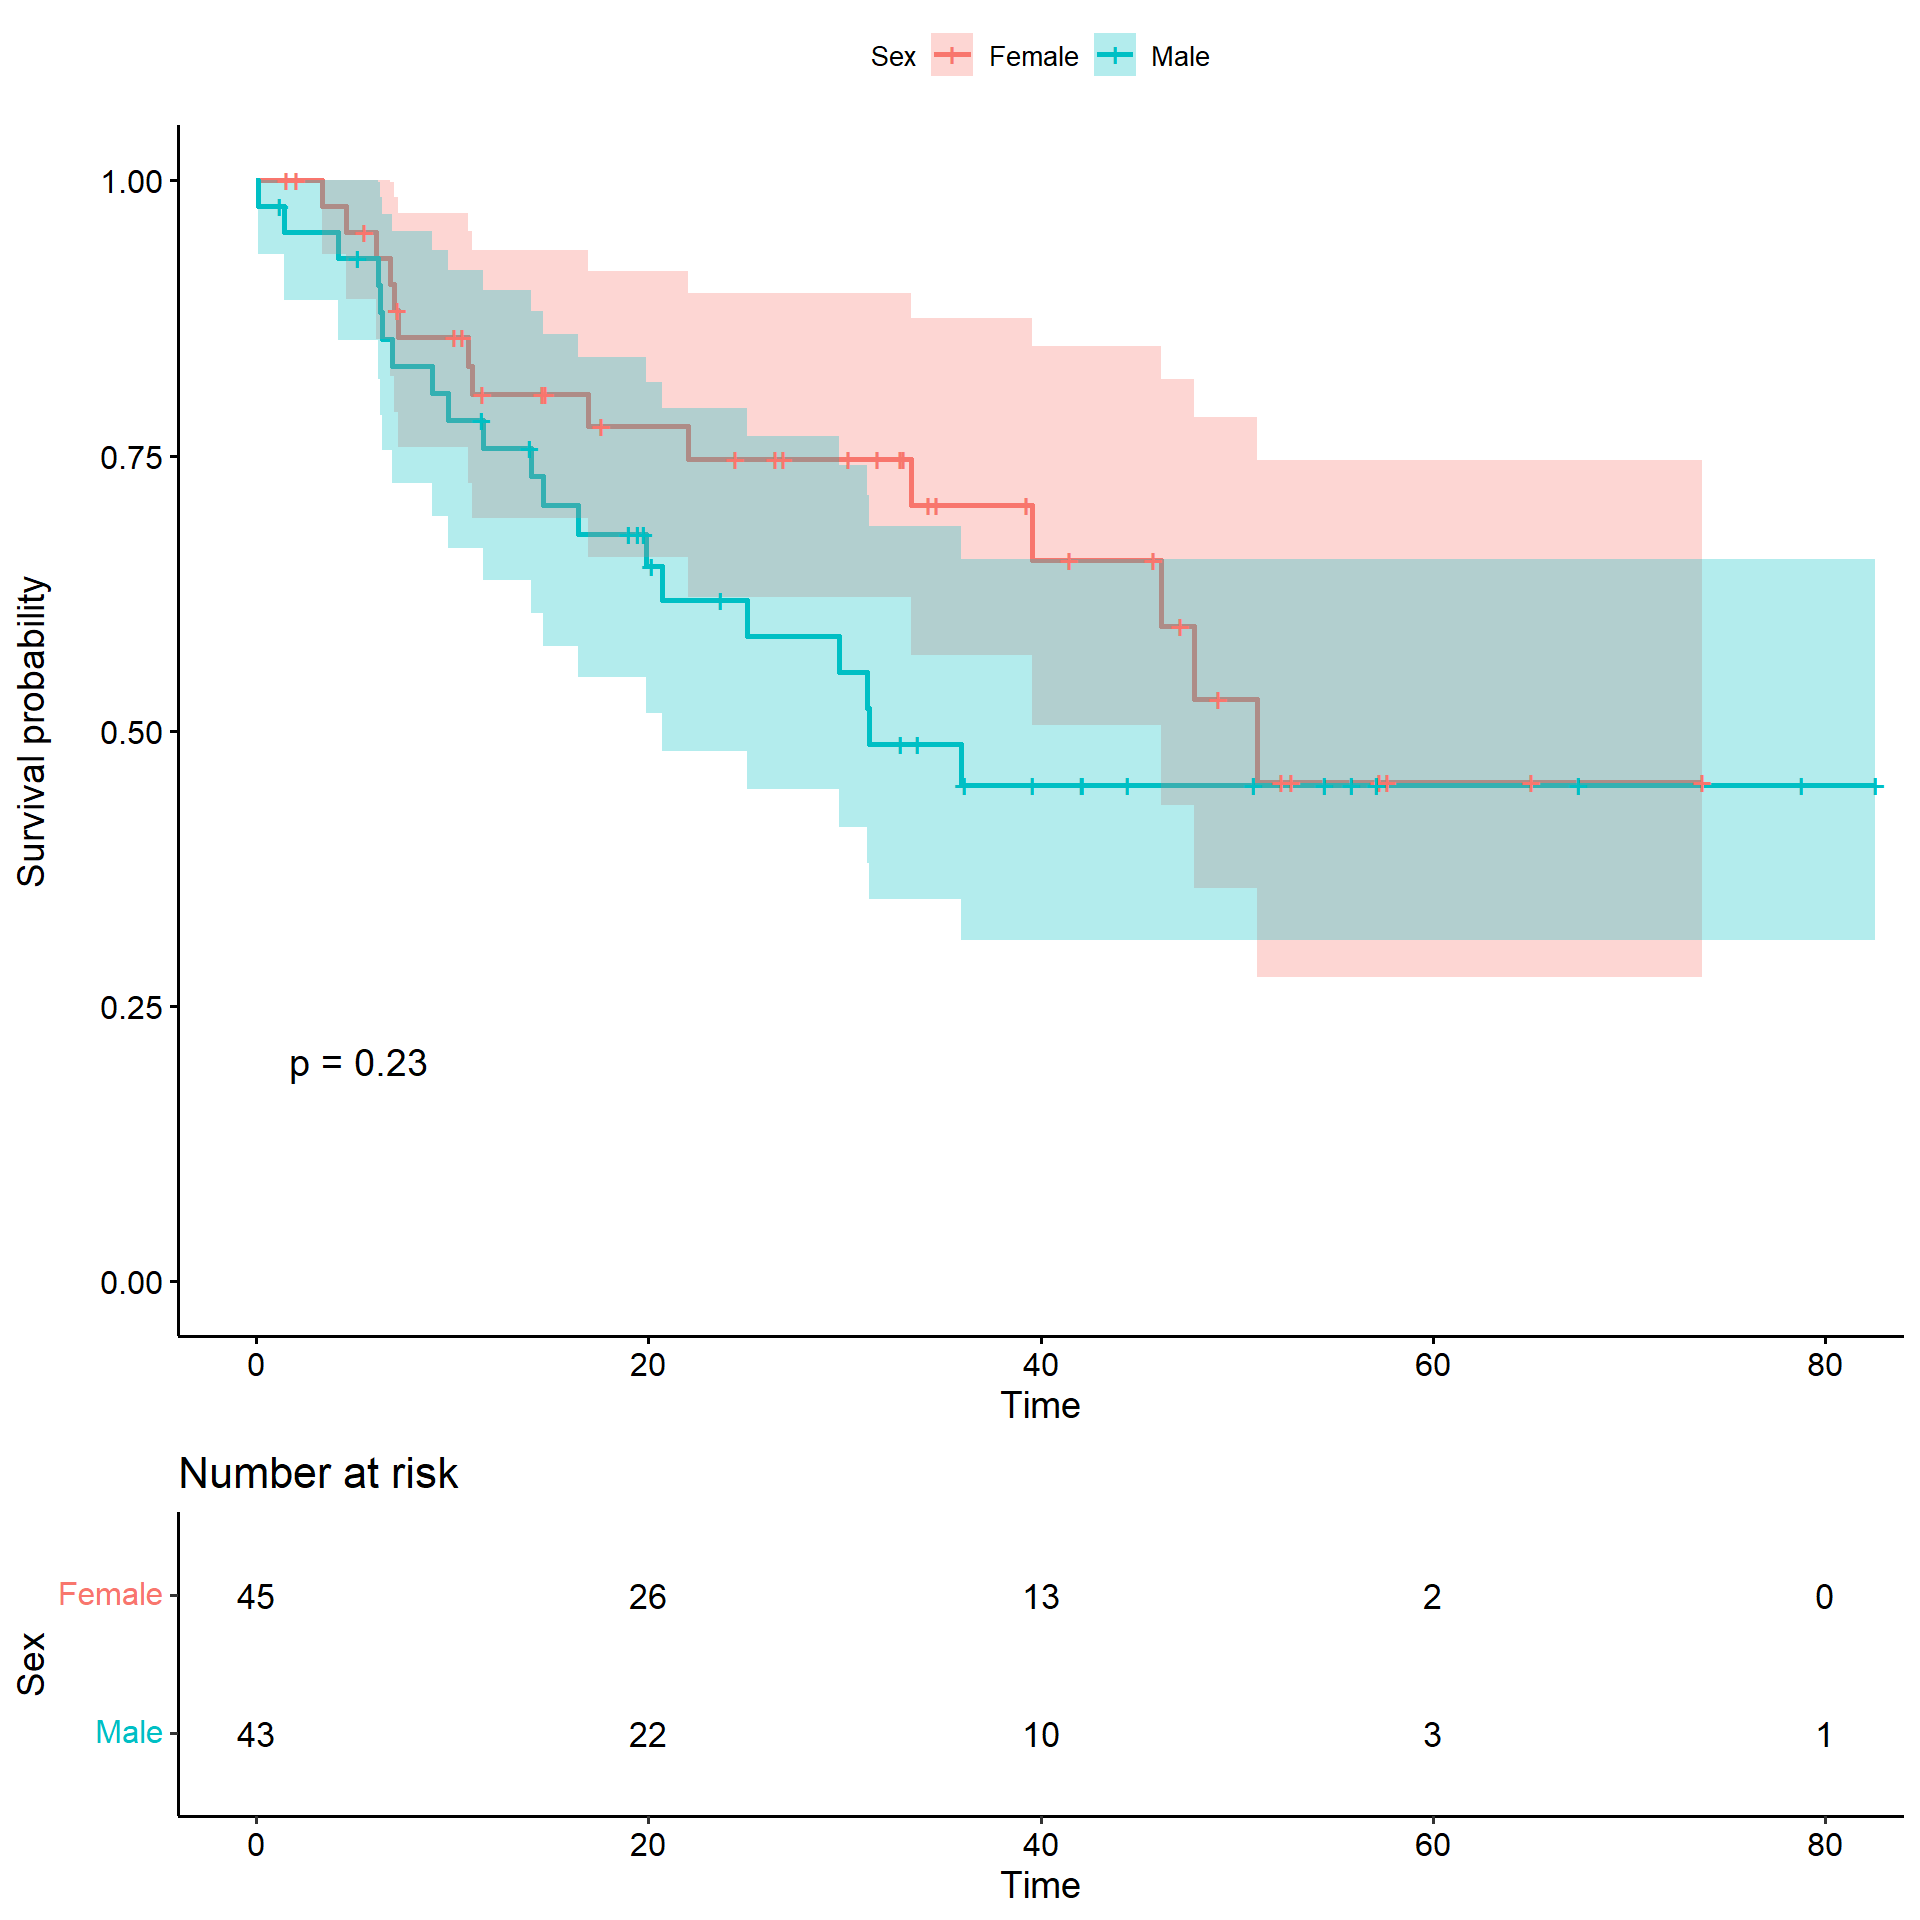 Sex Female Male
1.00
0.75
0.50
0.25
0.00
Survival probability
p = 0.23
0 20 40 60 80
Time
Number at risk
Female 45 26 13 2 0
Sex
Male 43 22 10 3 1
0 20 40 60 80
Time